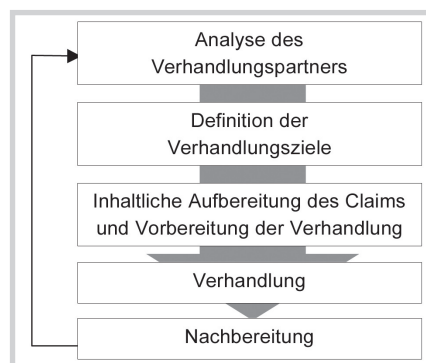 Analyse des
Verhandlungspartners
Definition der
Verhandlungsziele
Inhaltliche Aufbereitung des Claims
und Vorbereitung der Verhandlung
Verhandlung
Nachbereitung